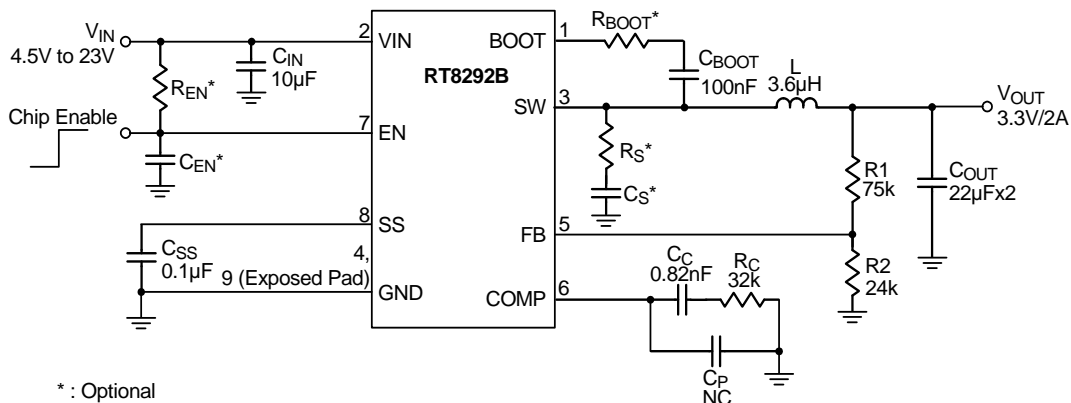 VIN
4.5V to 23V
REN*
CIN
10µF
Chip Enable
CEN*
CSS
0.1µF
2
VIN
7
EN
8
SS
4,
9 (Exposed Pad)
GND
RT8292B
BOOT
1
SW
3
FB
5
COMP
6
RBOOT*
CBOOT
100nF
L
3.6µH
RS*
CS*
VOUT
3.3V/2A
R1
75k
COUT
22µFx2
R2
24k
CC
0.82nF
RC
32k
CP
NC
* : Optional